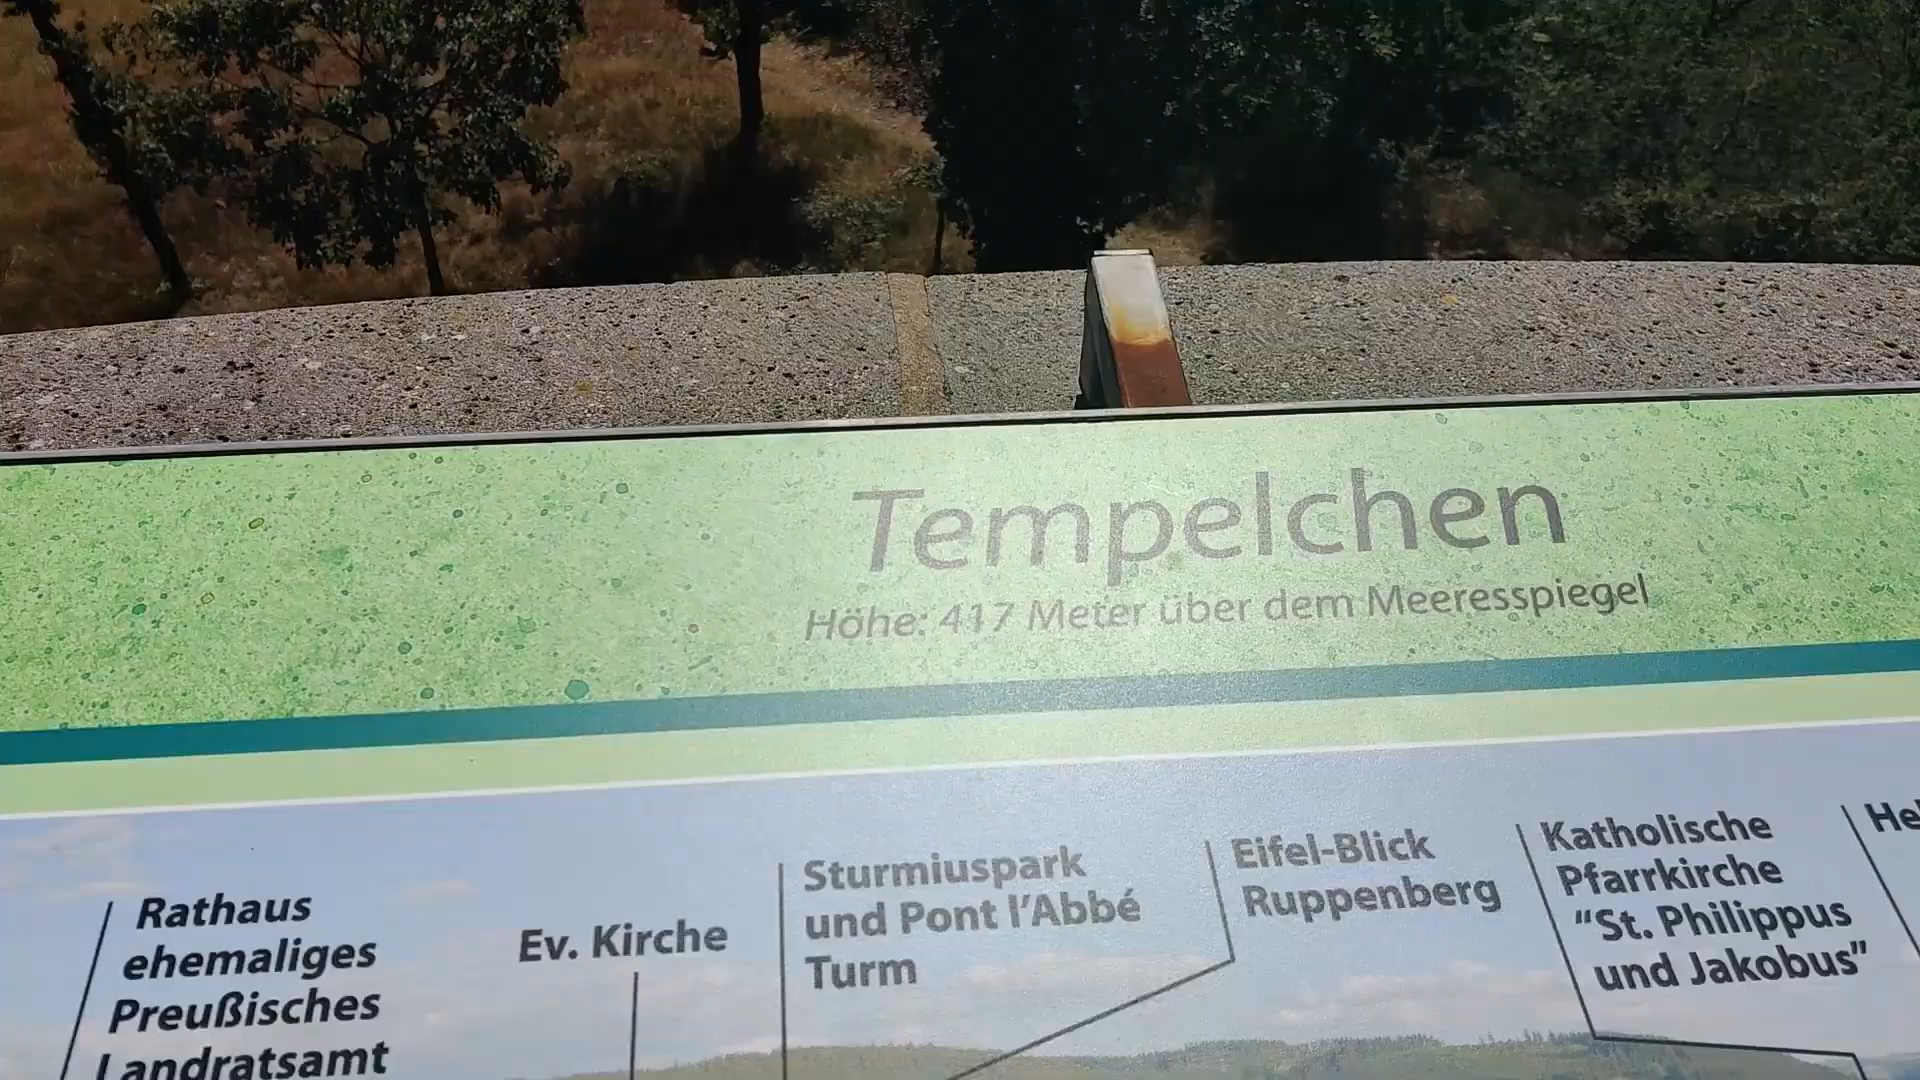 Tempelchen
Höhe: 417 Meter über dem Meeresspiegel
Rathaus
ehemaliges
Preußisches
Landratsamt
Ev. Kirche
Sturmiuspark
und Pont l'Abbé
Turm
Eifel-Blick
Ruppenberg
Katholische
Pfarrkirche
"St. Philippus
und Jakobus"